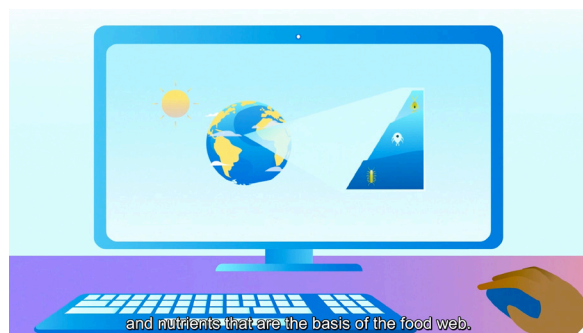 and nutrients that are the basis of the food web.